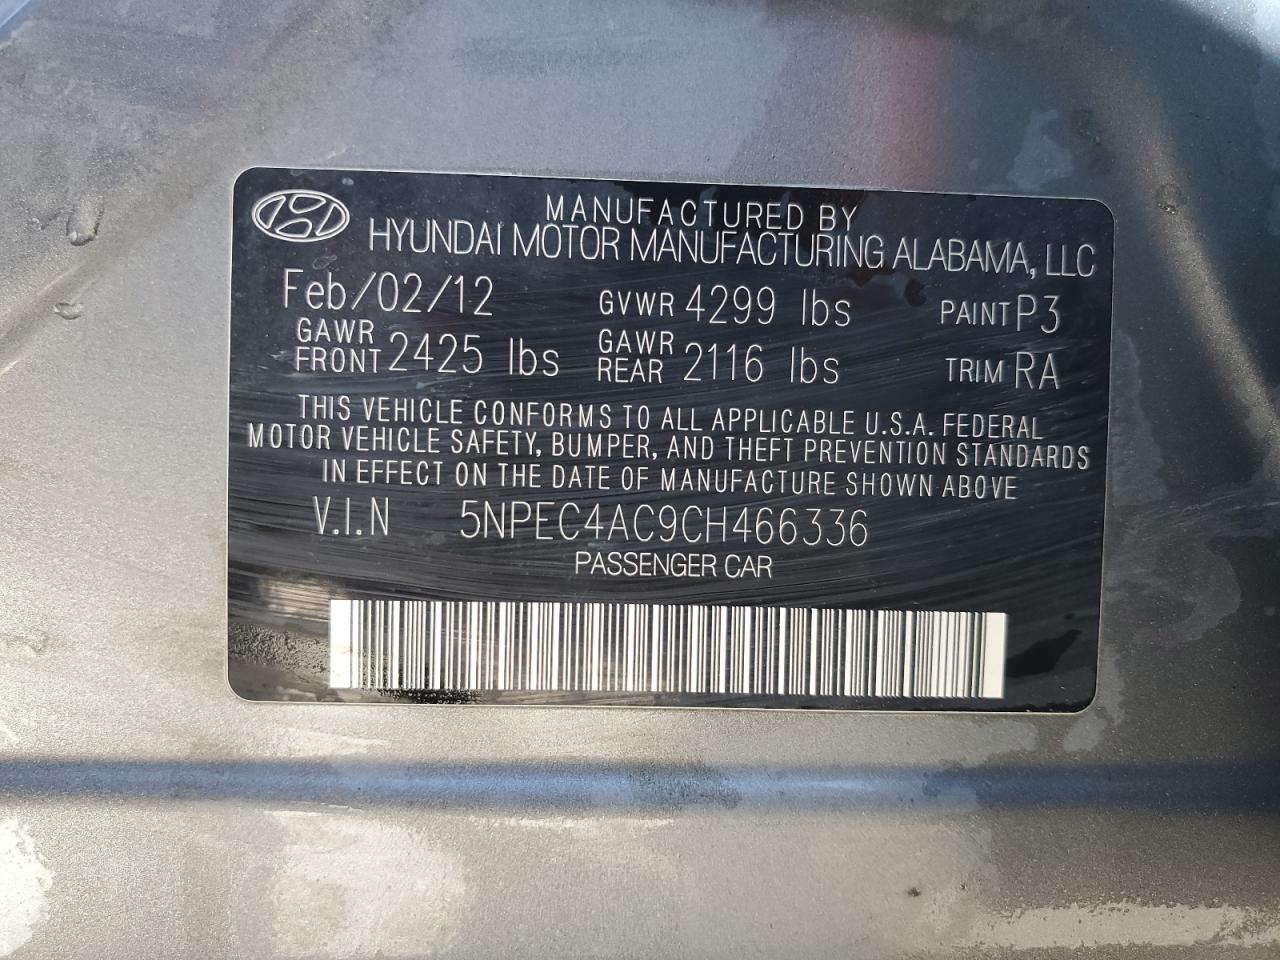 MANUFACTURED BY
HYUNDAI MOTOR MANUFACTURING ALABAMA, LLC
Feb/02/12 GVWR 4299 lbs PAINT P3
GAWR FRONT 2425 lbs GAWR REAR 2116 lbs TRIM RA
THIS VEHICLE CONFORMS TO ALL APPLICABLE U.S.A. FEDERAL
MOTOR VEHICLE SAFETY, BUMPER, AND THEFT PREVENTION STANDARDS
IN EFFECT ON THE DATE OF MANUFACTURE SHOWN ABOVE
V.I.N 5NPEC4AC9CH466336
PASSENGER CAR